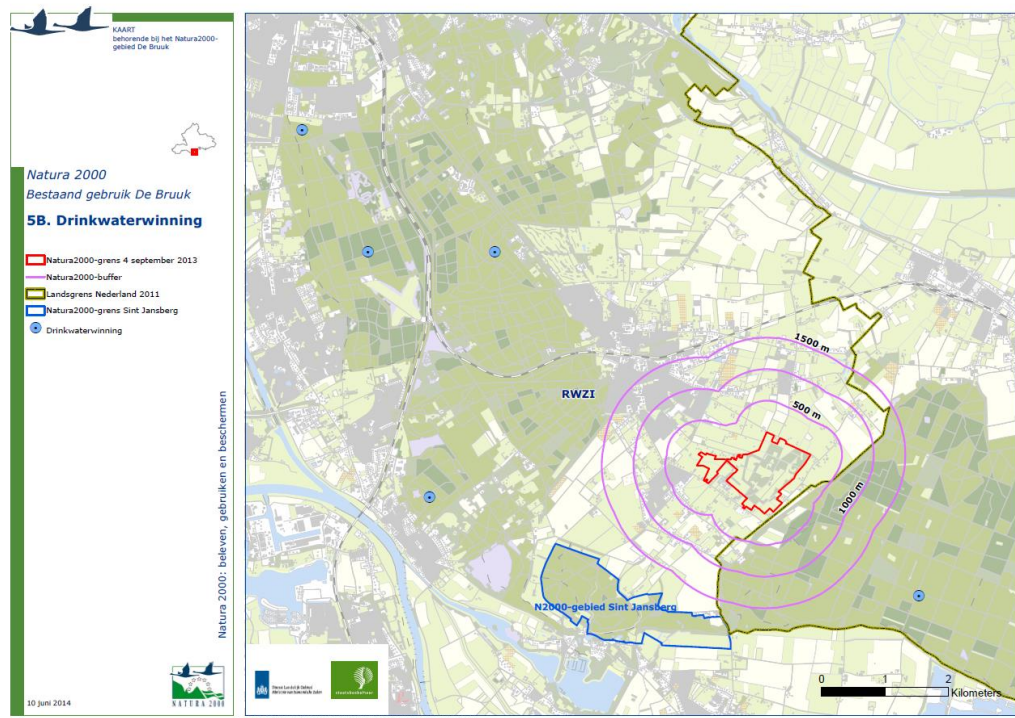 KAART
behorende bij het Natura2000-
gebied De Bruuk
Natura 2000
Bestaand gebruik De Bruuk
5B. Drinkwaterwinning
Natura2000-grens 4 september 2013
Natura2000-buffer
Landsgrens Nederland 2011
Natura2000-grens Sint Jansberg
Drinkwaterwinning
Natura 2000: beleven, gebruiken en beschermen
NATURA 2000
10 juni 2014
1500 m
RWZI
500 m
1000 m
N2000-gebied Sint Jansberg
staatsbosbeheer
0 1 2
Kilometers